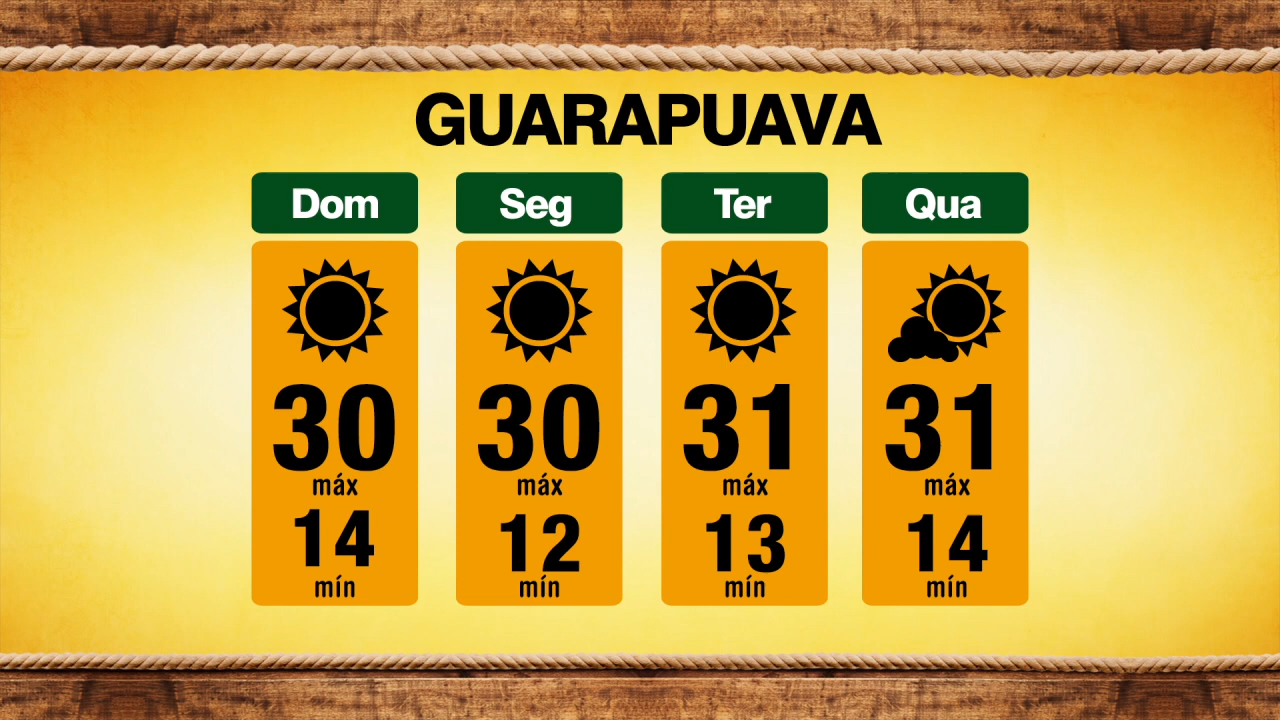 GUARAPUAVA
Dom Seg Ter Qua
30 30 31 31
máx máx máx máx
14 12 13 14
mín mín mín mín